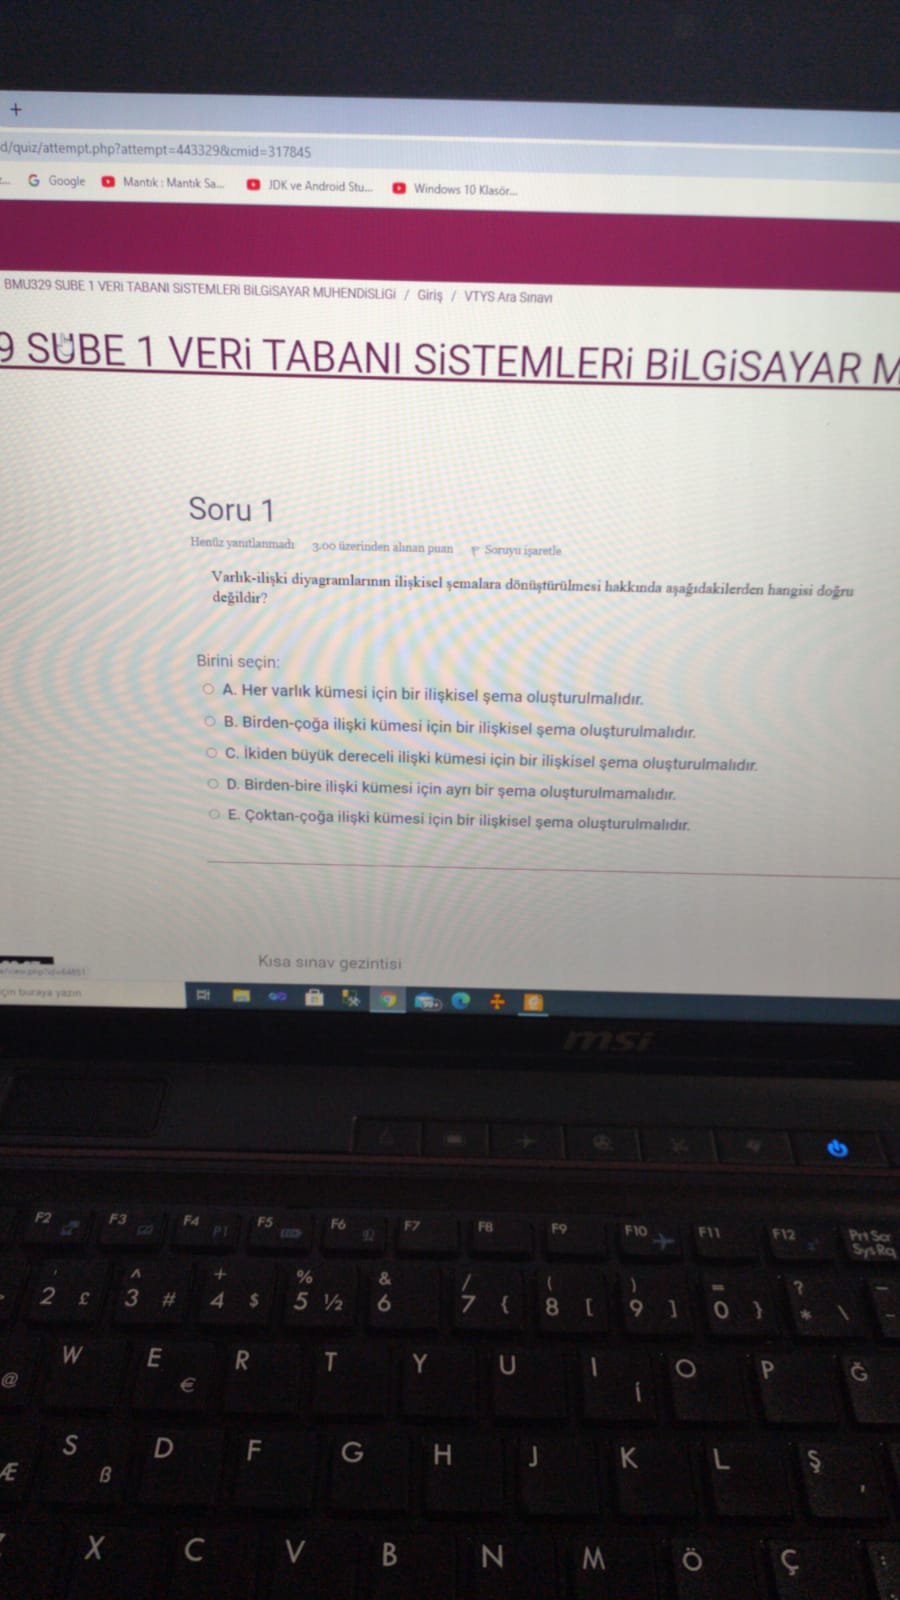 +
d/quiz/attempt.php?attempt=443329&cmid=317845
Google Mantık : Mantık Sa... JDK ve Android Stu... Windows 10 Klasör...
BMU329 SUBE 1 VERi TABANI SiSTEMLERi BiLGiSAYAR MUHENDiSLiGi / Giriş / VTYS Ara Sınavı
9 SUBE 1 VERi TABANI SiSTEMLERi BiLGiSAYAR M
Soru 1
Henüz yanıtlanmadı 3.00 üzerinden alınan puan Soruyu işaretle
Varlık-ilişki diyagramlarının ilişkisel şemalara dönüştürülmesi hakkında aşağıdakilerden hangisi doğru
değildir?
Birini seçin:
A. Her varlık kümesi için bir ilişkisel şema oluşturulmalıdır.
B. Birden-çoğa ilişki kümesi için bir ilişkisel şema oluşturulmalıdır.
C. İkiden büyük dereceli ilişki kümesi için bir ilişkisel şema oluşturulmalıdır.
D. Birden-bire ilişki kümesi için ayrı bir şema oluşturulmamalıdır.
E. Çoktan-çoğa ilişki kümesi için bir ilişkisel şema oluşturulmalıdır.
Kısa sınav gezintisi
e/view.php?id=64851
için buraya yazın
msi
F2 F3 F4 P1 F5 F6 F7 F8 F9 F10 F11 F12 Prt Scr
Sys Rq
' ^ + % & / ( ) = ?
2 £ 3 # 4 $ 5 ½ 6 7 { 8 [ 9 ] 0 } * \
W E R T Y U I O P Ğ
@ € İ
S D F G H J K L Ş
Æ ß ,
X C V B N M Ö Ç :